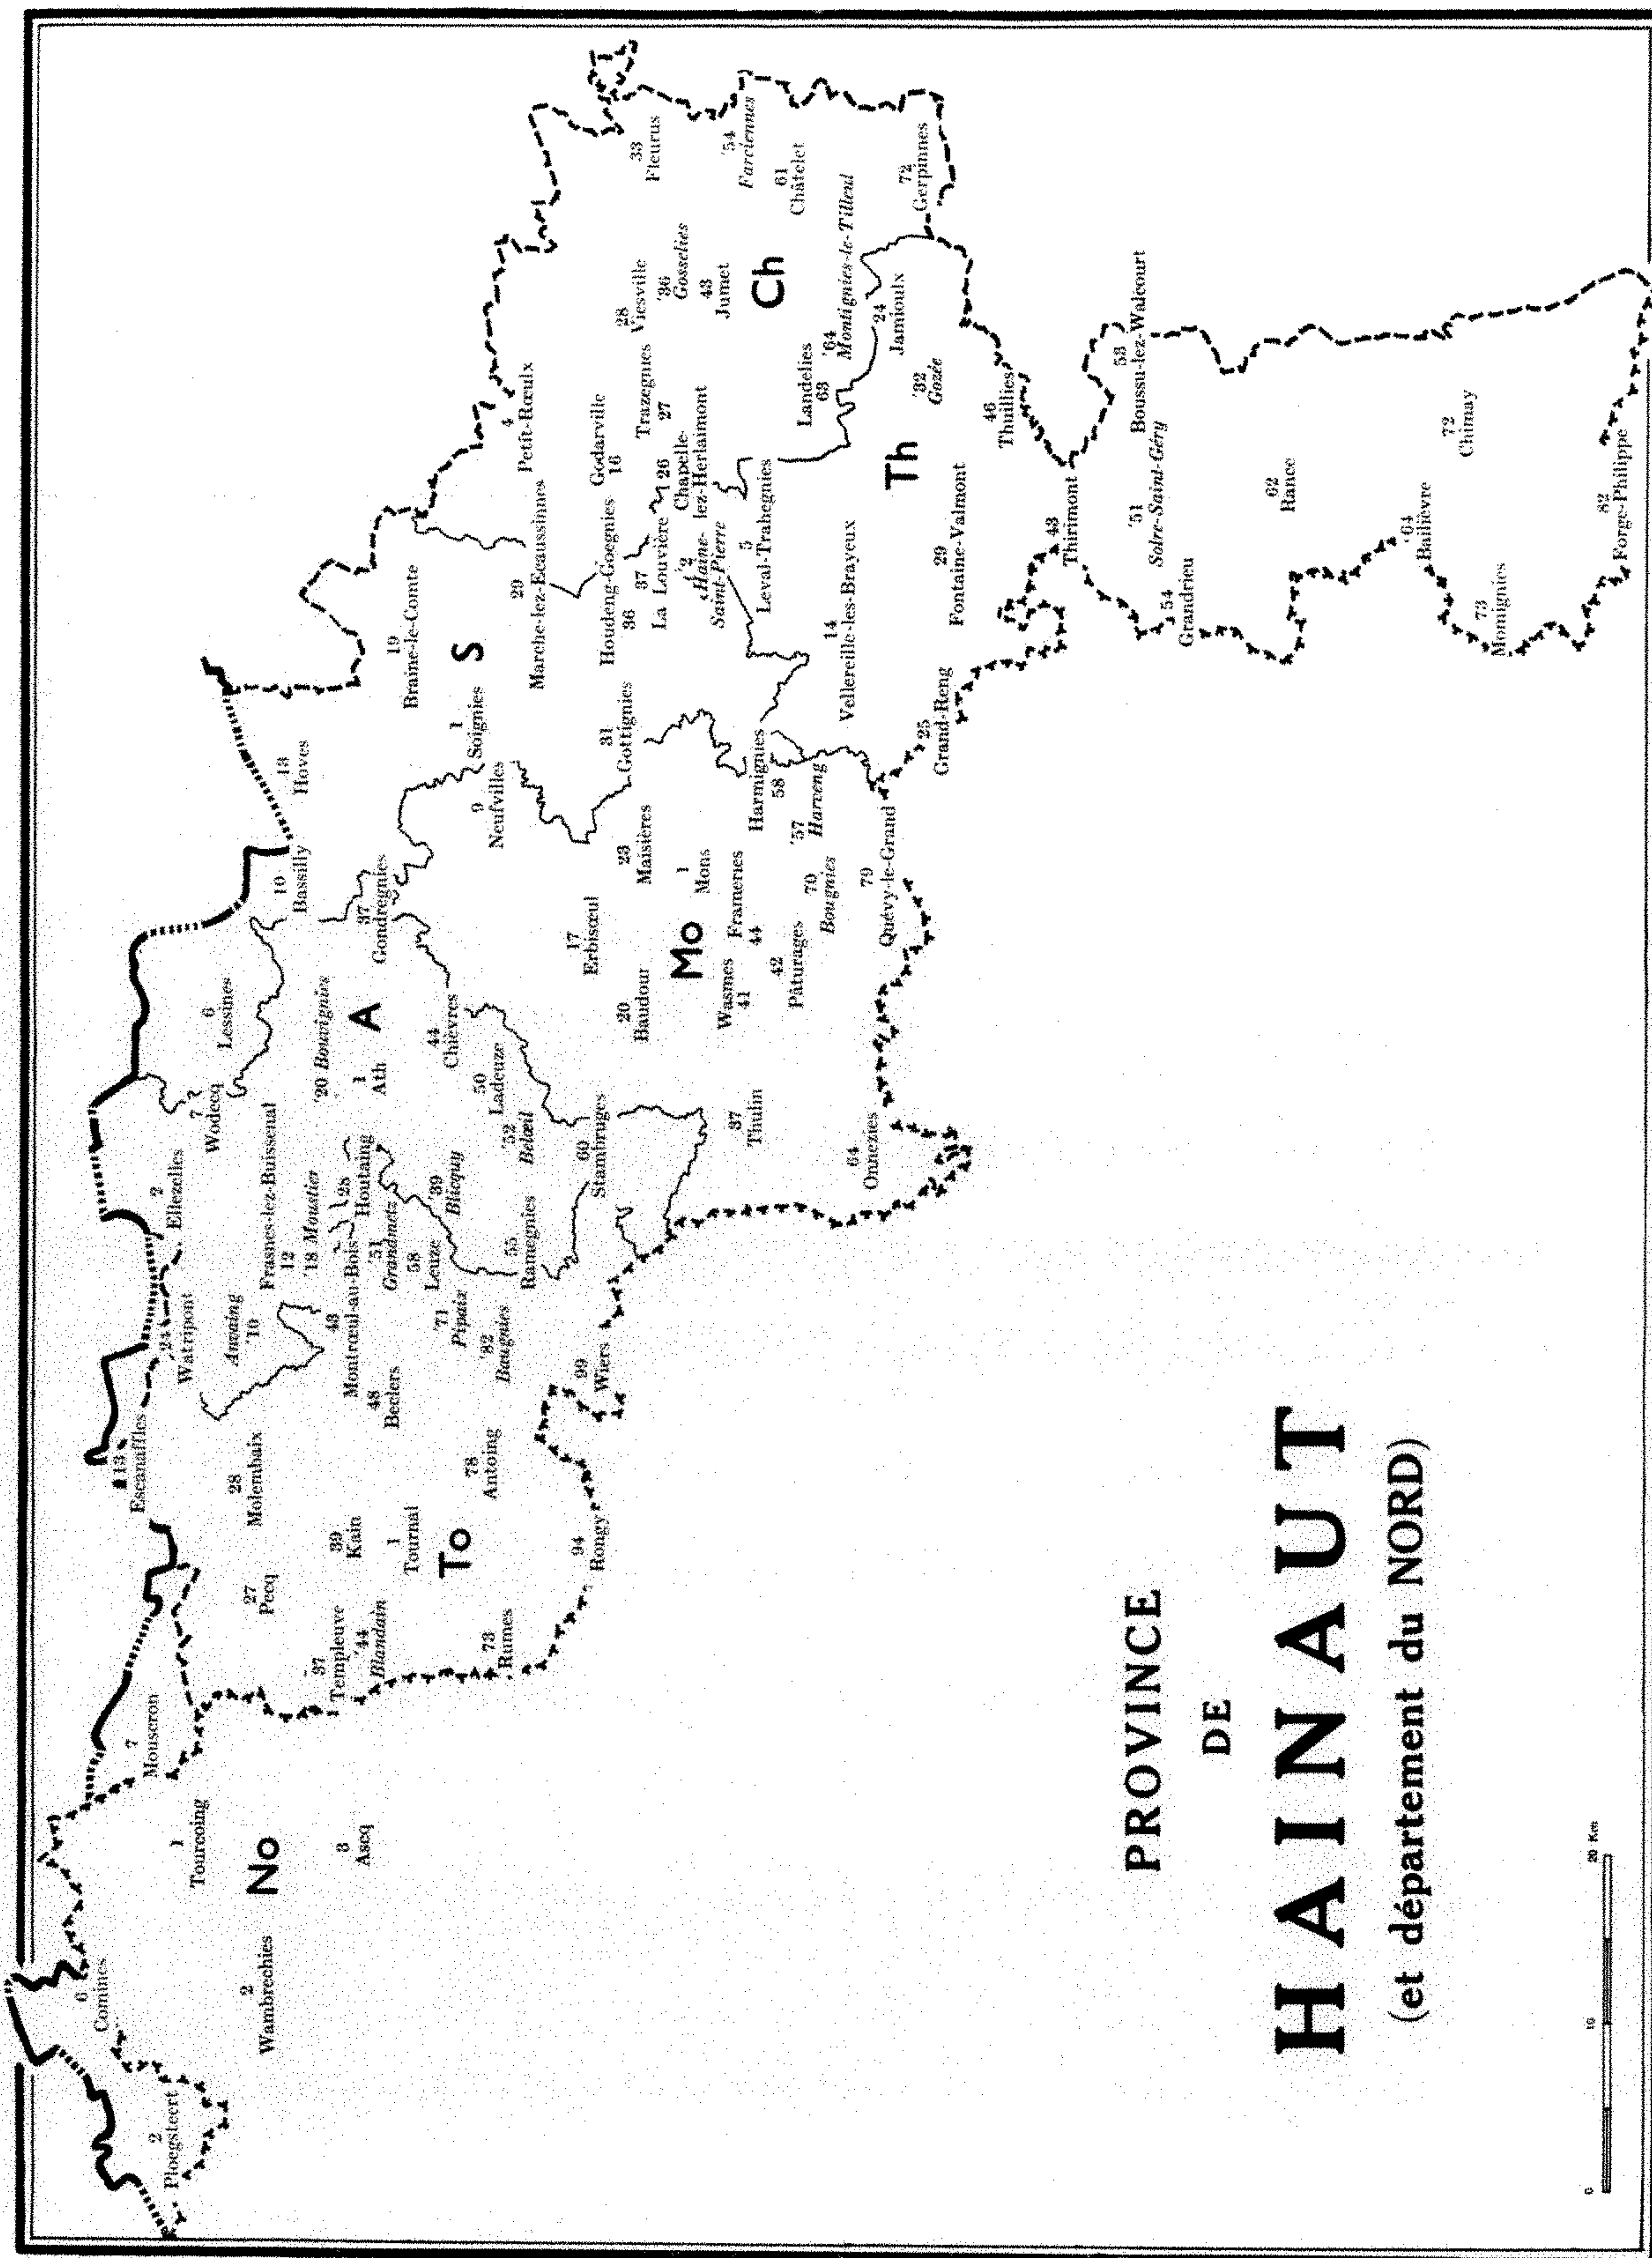 PROVINCE
DE
HAINAUT
(et département du NORD)
0
10
20 Km
2
Ploegsteert
6
Comines
2
Wambrechies
1
Tourcoing
No
3
Ascq
7
Mouscron
27
Pecq
37
Templeuve
'44
Blandain
39
Kain
1
Tournai
To
73
Rumes
94
Rongy
78
Antoing
13
Escanaffles
28
Molembaix
Watripont
Anvaing
'10
48
Montrœul-au-Bois
48
Beclers
'71
Pipaix
'82
Baugnies
99
Wiers
2
Ellezelles
Frasnes-lez-Buissenal
12
'18 Moustier
28
Houtaing
'51
Grandmetz
58
Leuze
'39
Blicquy
55
Ramegnies
7
Wodecq
6
Lessines
'20 Bouvignies
1
Ath
A
44
Chièvres
50
Ladeuze
'52
Belœil
60
Stambruges
10
Bassilly
37
Gondregnies
13
Hoves
19
Braine-le-Comte
S
1
Soignies
9
Neufvilles
29
Marche-lez-Ecaussinnes
4
Petit-Rœulx
31
Gottignies
Houdeng-Goegnies
36
37
La Louvière
'2
Haine-
Saint-Pierre
Godarville
16
Trazegnies
27
26
Chapelle-
lez-Herlaimont
5
Leval-Trahegnies
17
Erbisœul
23
Maisières
20
Baudour
1
Mons
Mo
Frameries
44
Wasmes
41
42
Pâturages
Harmignies
58
'57
Harveng
70
Bougnies
79
Quévy-le-Grand
37
Thulin
64
Onnezies
28
Viesville
'36
Gosselies
43
Jumet
Ch
33
Fleurus
'54
Farciennes
61
Châtelet
72
Gerpinnes
'64
Montignies-le-Tilleul
24
Jamioulx
Landelies
63
'32
Gozée
Th
46
Thuillies
14
Vellereille-les-Brayeux
25
Grand-Reng
29
Fontaine-Valmont
43
Thirimont
53
Boussu-lez-Walcourt
'51
Solre-Saint-Géry
54
Grandrieu
62
Rance
'64
Bailièvre
72
Chimay
73
Momignies
82
Forge-Philippe